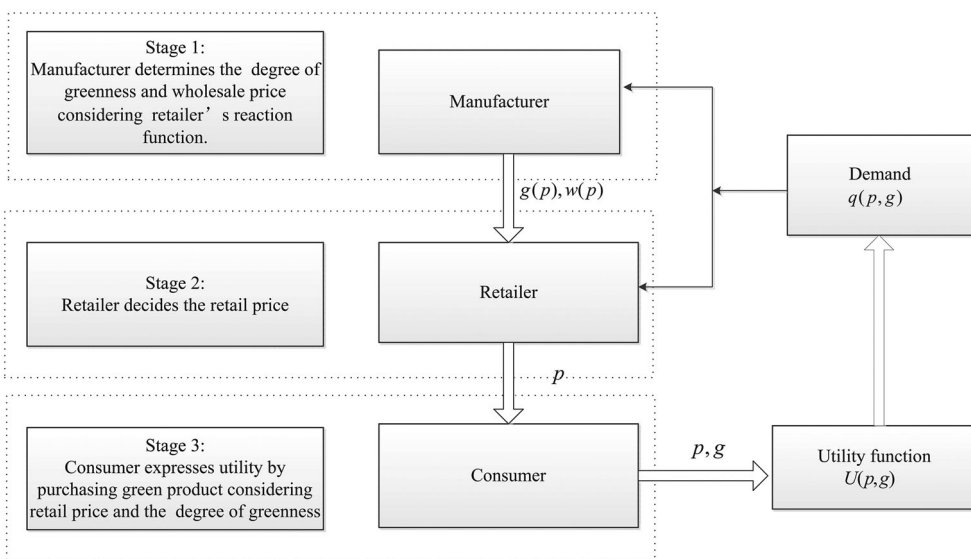 Stage 1:
Manufacturer determines the degree of
greenness and wholesale price
considering retailer’s reaction
function.
Manufacturer
g(p), w(p)
Demand
q(p, g)
Stage 2:
Retailer decides the retail price
Retailer
p
Stage 3:
Consumer expresses utility by
purchasing green product considering
retail price and the degree of greenness
Consumer
p, g
Utility function
U(p,g)